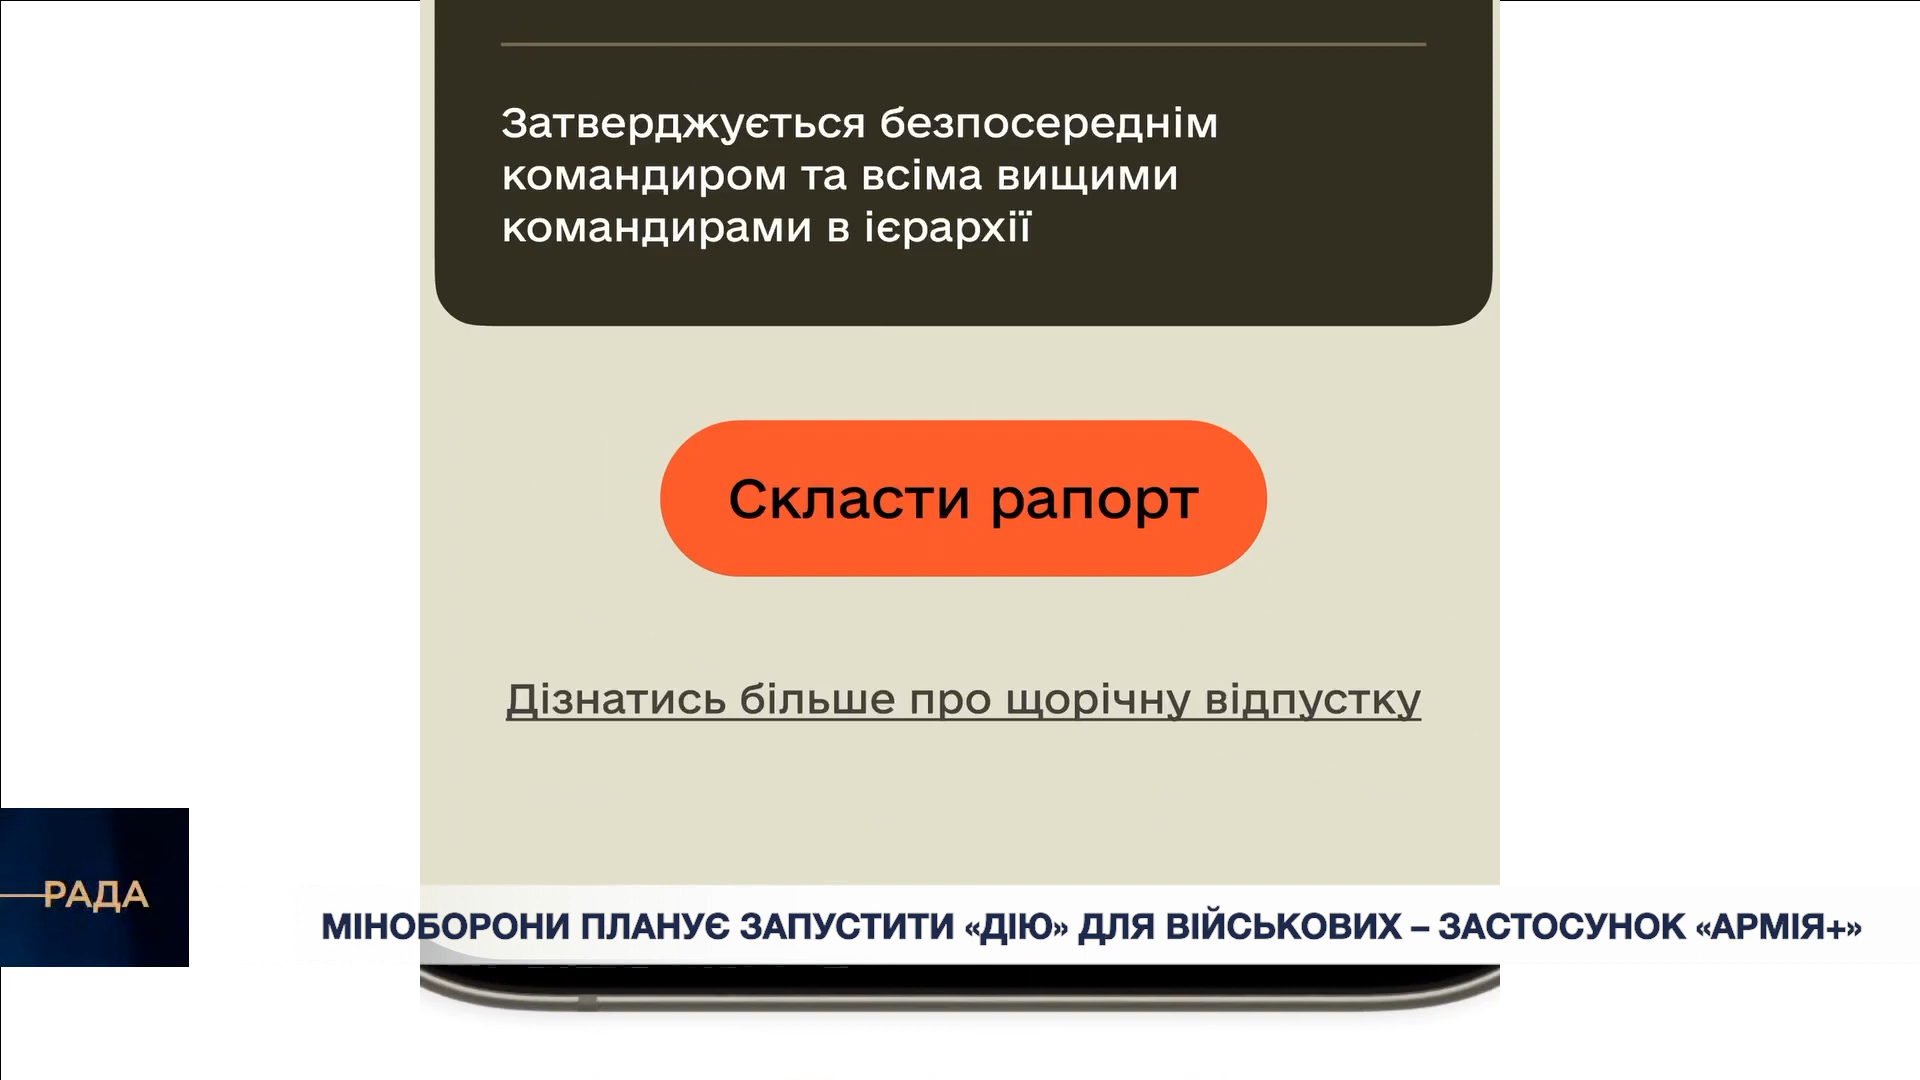 Затверджується безпосереднім
командиром та всіма вищими
командирами в ієрархії
Скласти рапорт
Дізнатись більше про щорічну відпустку
РАДА
МІНОБОРОНИ ПЛАНУЄ ЗАПУСТИТИ «ДІЮ» ДЛЯ ВІЙСЬКОВИХ – ЗАСТОСУНОК «АРМІЯ+»